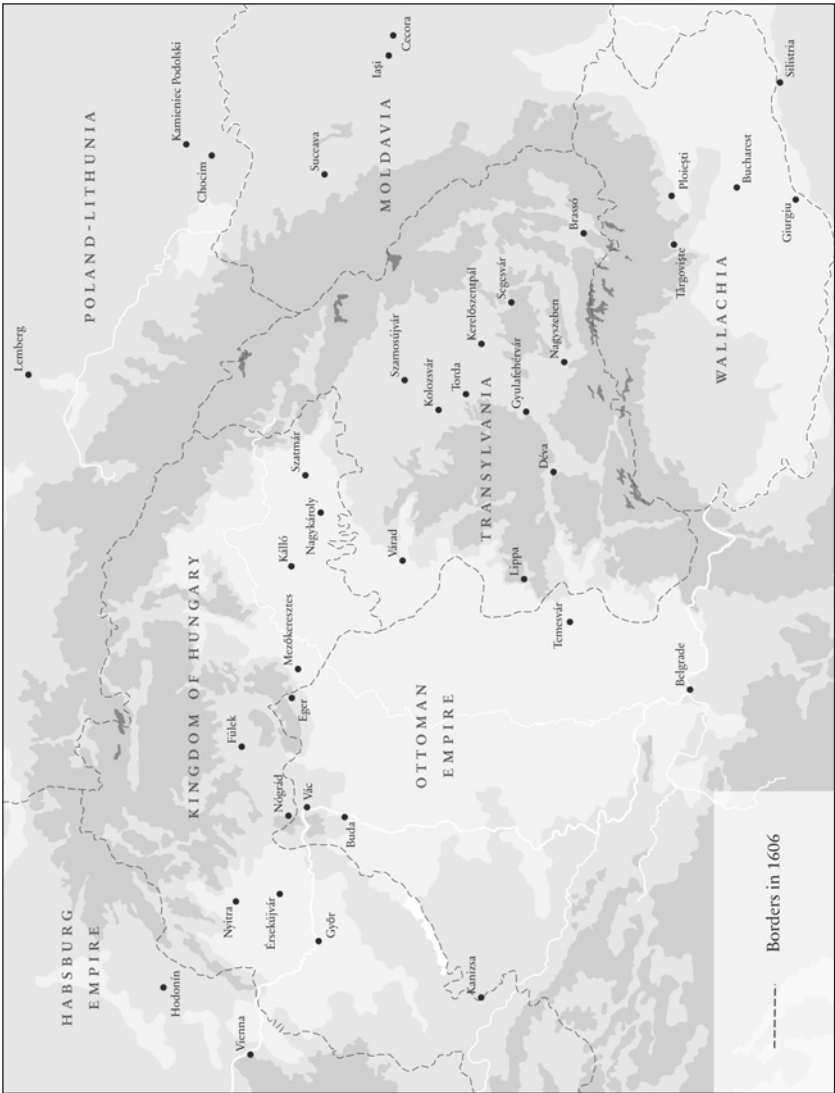 Lemberg
HABSBURG
EMPIRE
POLAND-LITHUNIA
Hodonín
Kamieniec Podolski
KINGDOM OF HUNGARY
Chocim
Nyitra
Fülek
Vienna
Érsekújvár
Nógrád
Kálló
Mezőkeresztes
Szatmár
Eger
Vác
Nagykároly
Suceava
Győr
Buda
Iași
MOLDAVIA
Várad
Szamosújvár
Cecora
OTTOMAN
EMPIRE
Kolozsvár
Torda
Kanizsa
Kerelőszentpál
TRANSYLVANIA
Segesvár
Lippa
Gyulafehérvár
Déva
Nagyszeben
Temesvár
Brassó
Belgrade
Târgoviște
Ploiești
WALLACHIA
Bucharest
Borders in 1606
Giurgiu
Silistria